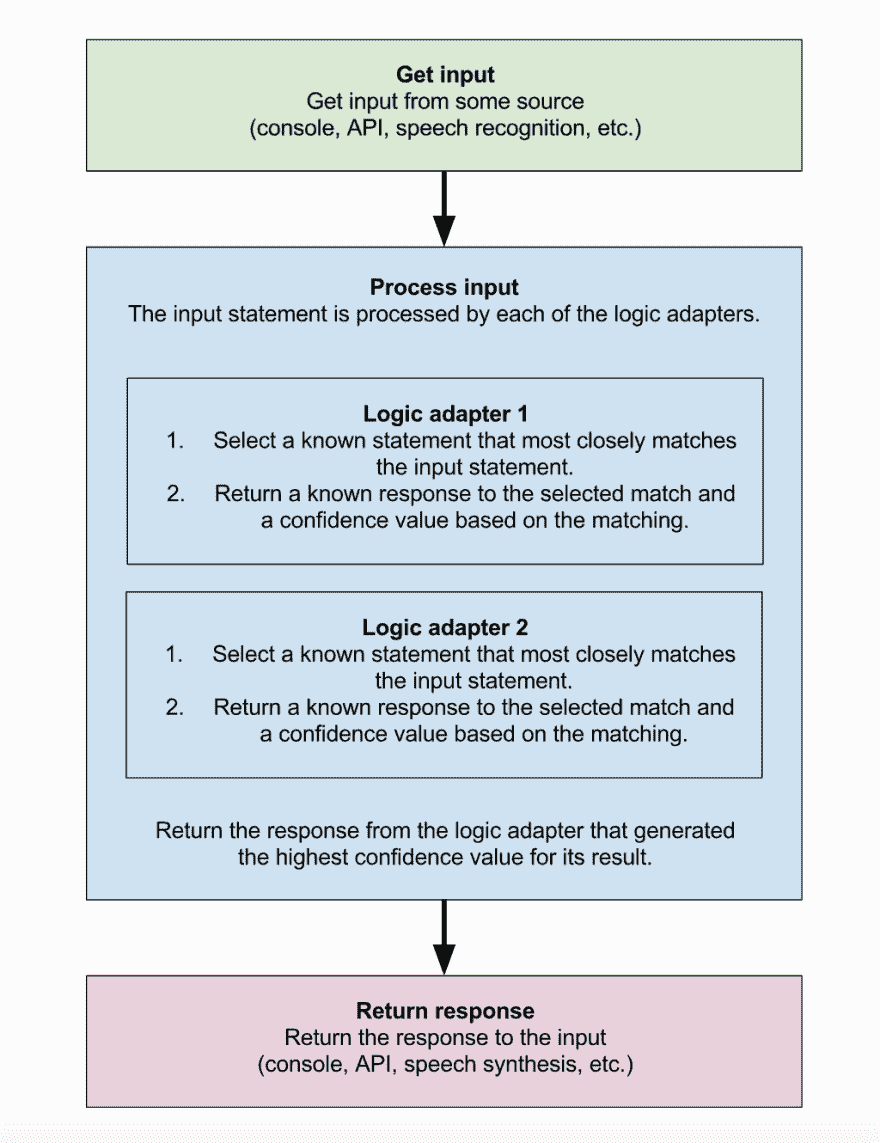 Get input
Get input from some source
(console, API, speech recognition, etc.)
Process input
The input statement is processed by each of the logic adapters.
Logic adapter 1
1. Select a known statement that most closely matches
the input statement.
2. Return a known response to the selected match and
a confidence value based on the matching.
Logic adapter 2
1. Select a known statement that most closely matches
the input statement.
2. Return a known response to the selected match and
a confidence value based on the matching.
Return the response from the logic adapter that generated
the highest confidence value for its result.
Return response
Return the response to the input
(console, API, speech synthesis, etc.)